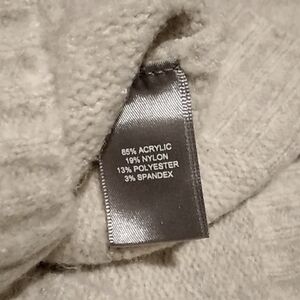 65% ACRYLIC
19% NYLON
13% POLYESTER
3% SPANDEX